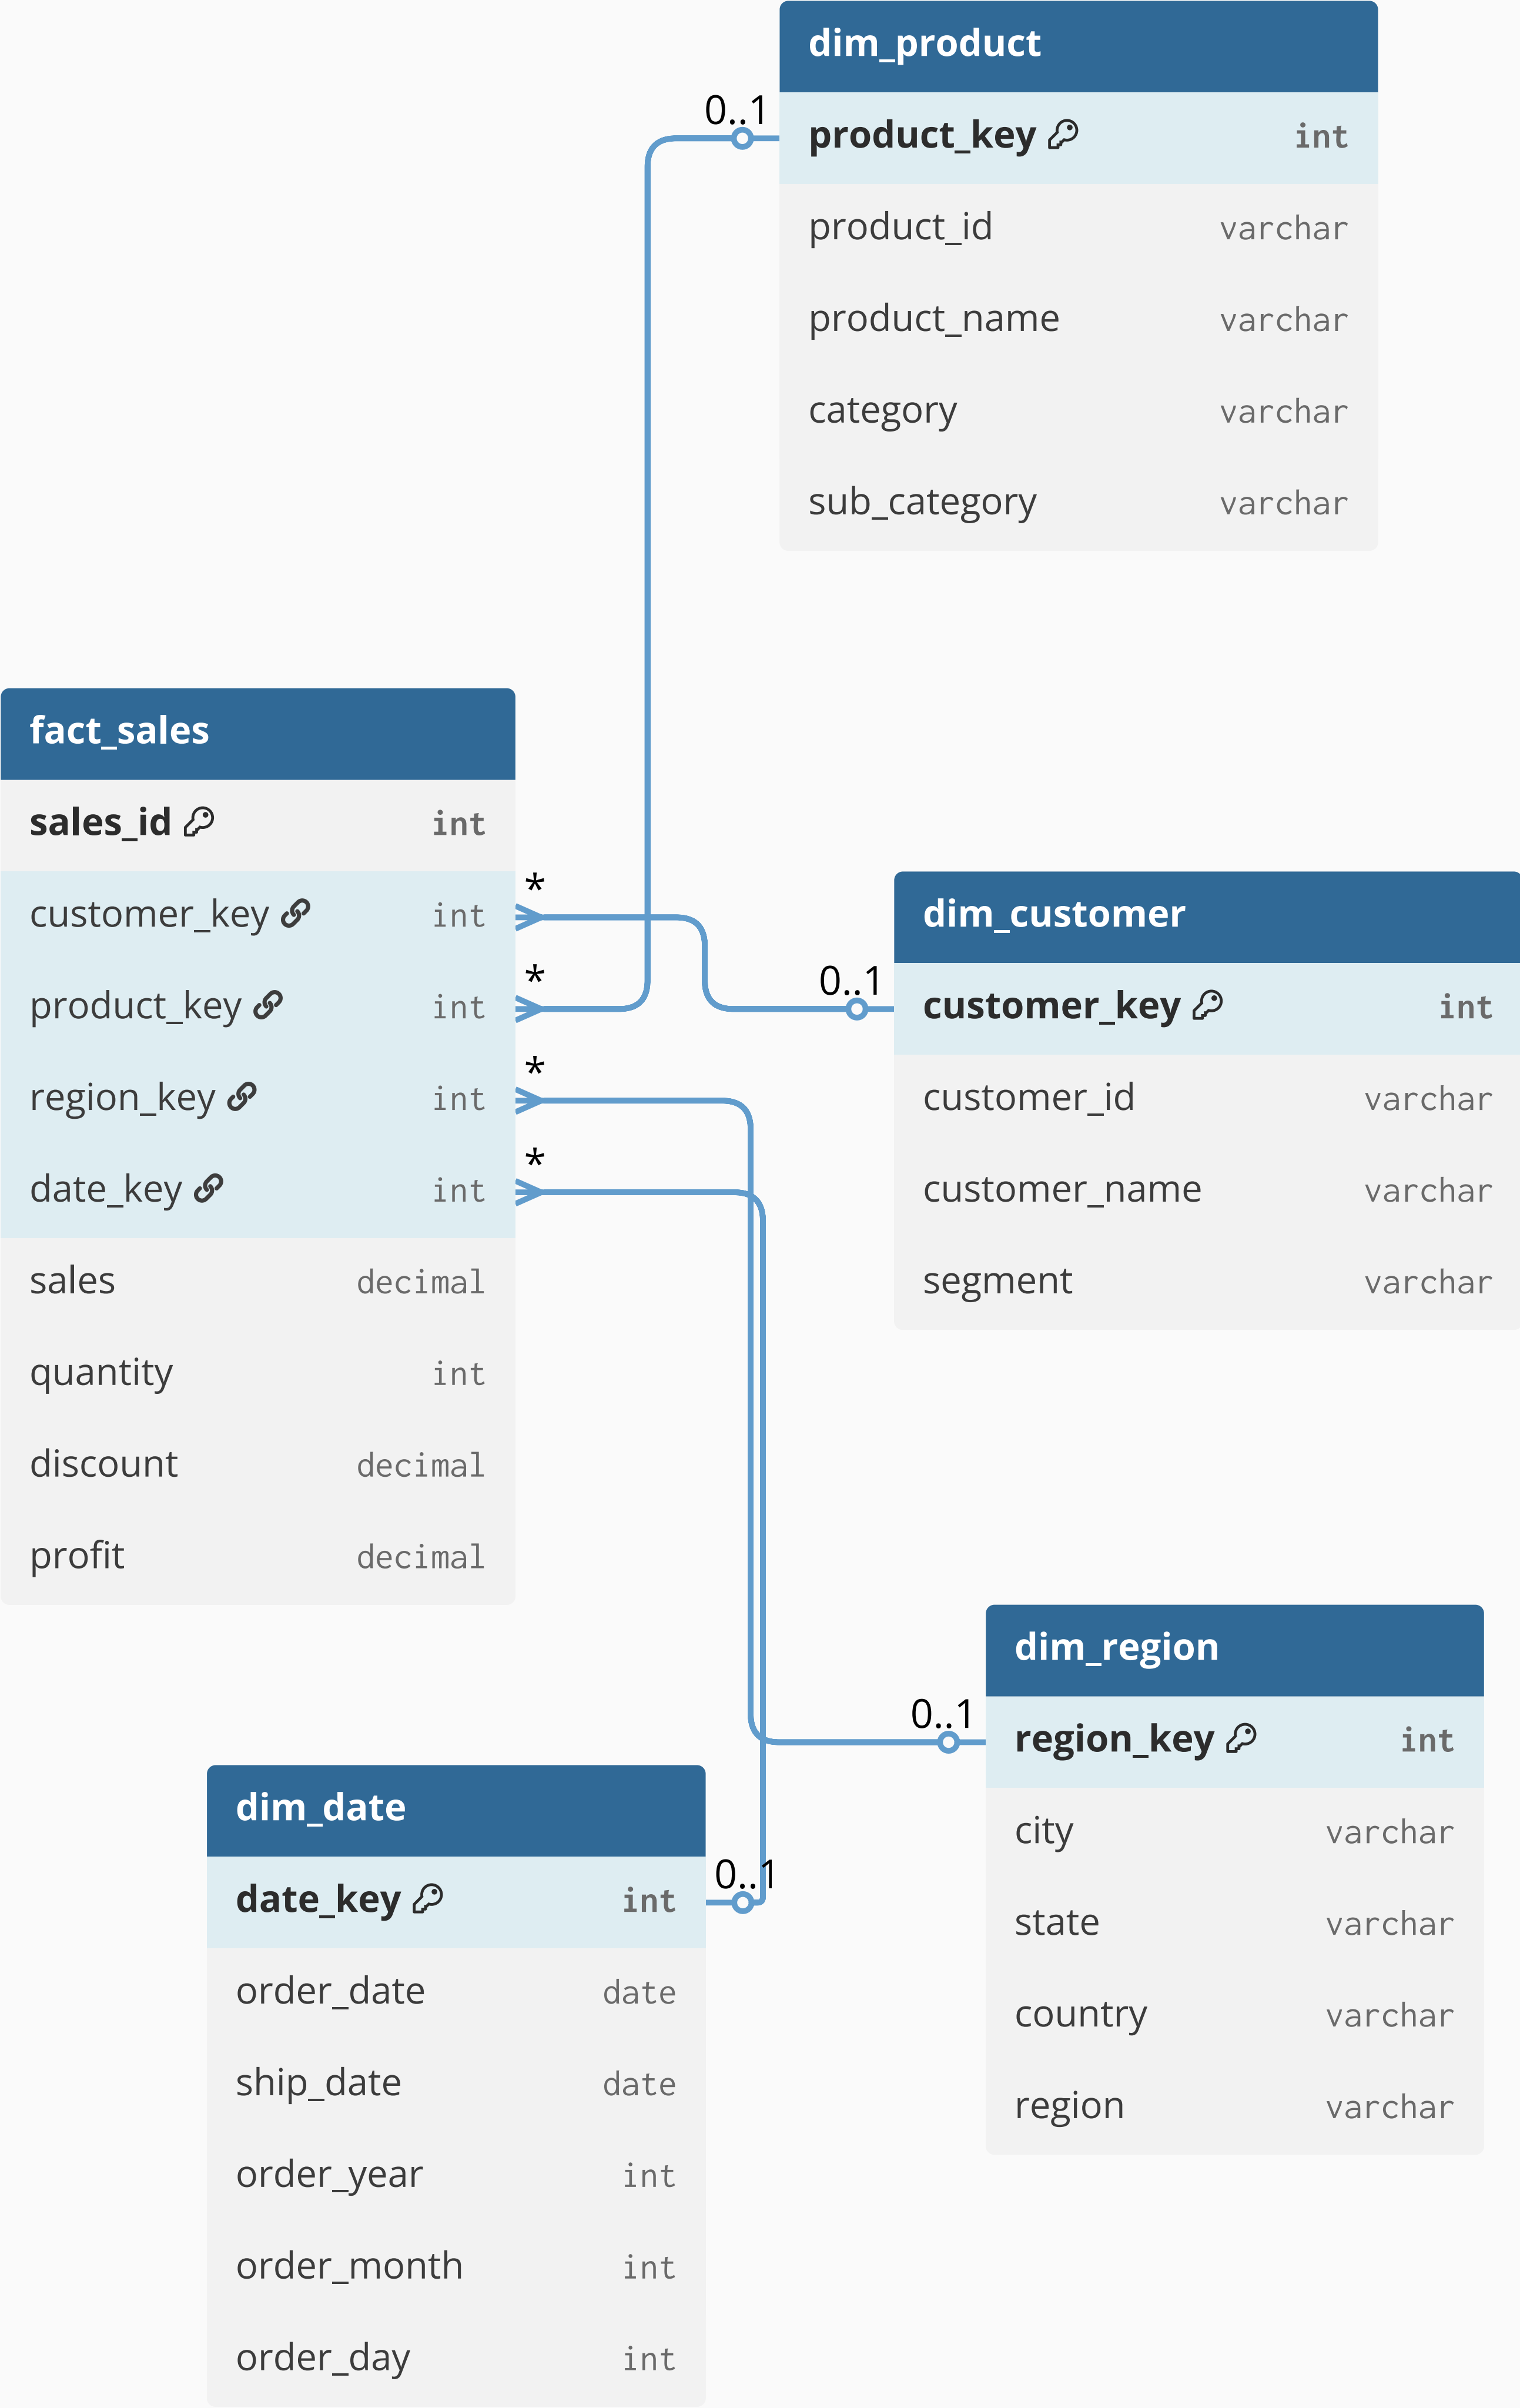 dim_product
0..1
product_key int
product_id varchar
product_name varchar
category varchar
sub_category varchar
fact_sales
sales_id int
*
customer_key int
*
product_key int
*
region_key int
*
date_key int
sales decimal
quantity int
discount decimal
profit decimal
dim_customer
0..1
customer_key int
customer_id varchar
customer_name varchar
segment varchar
dim_region
0..1
region_key int
city varchar
state varchar
country varchar
region varchar
dim_date
0..1
date_key int
order_date date
ship_date date
order_year int
order_month int
order_day int